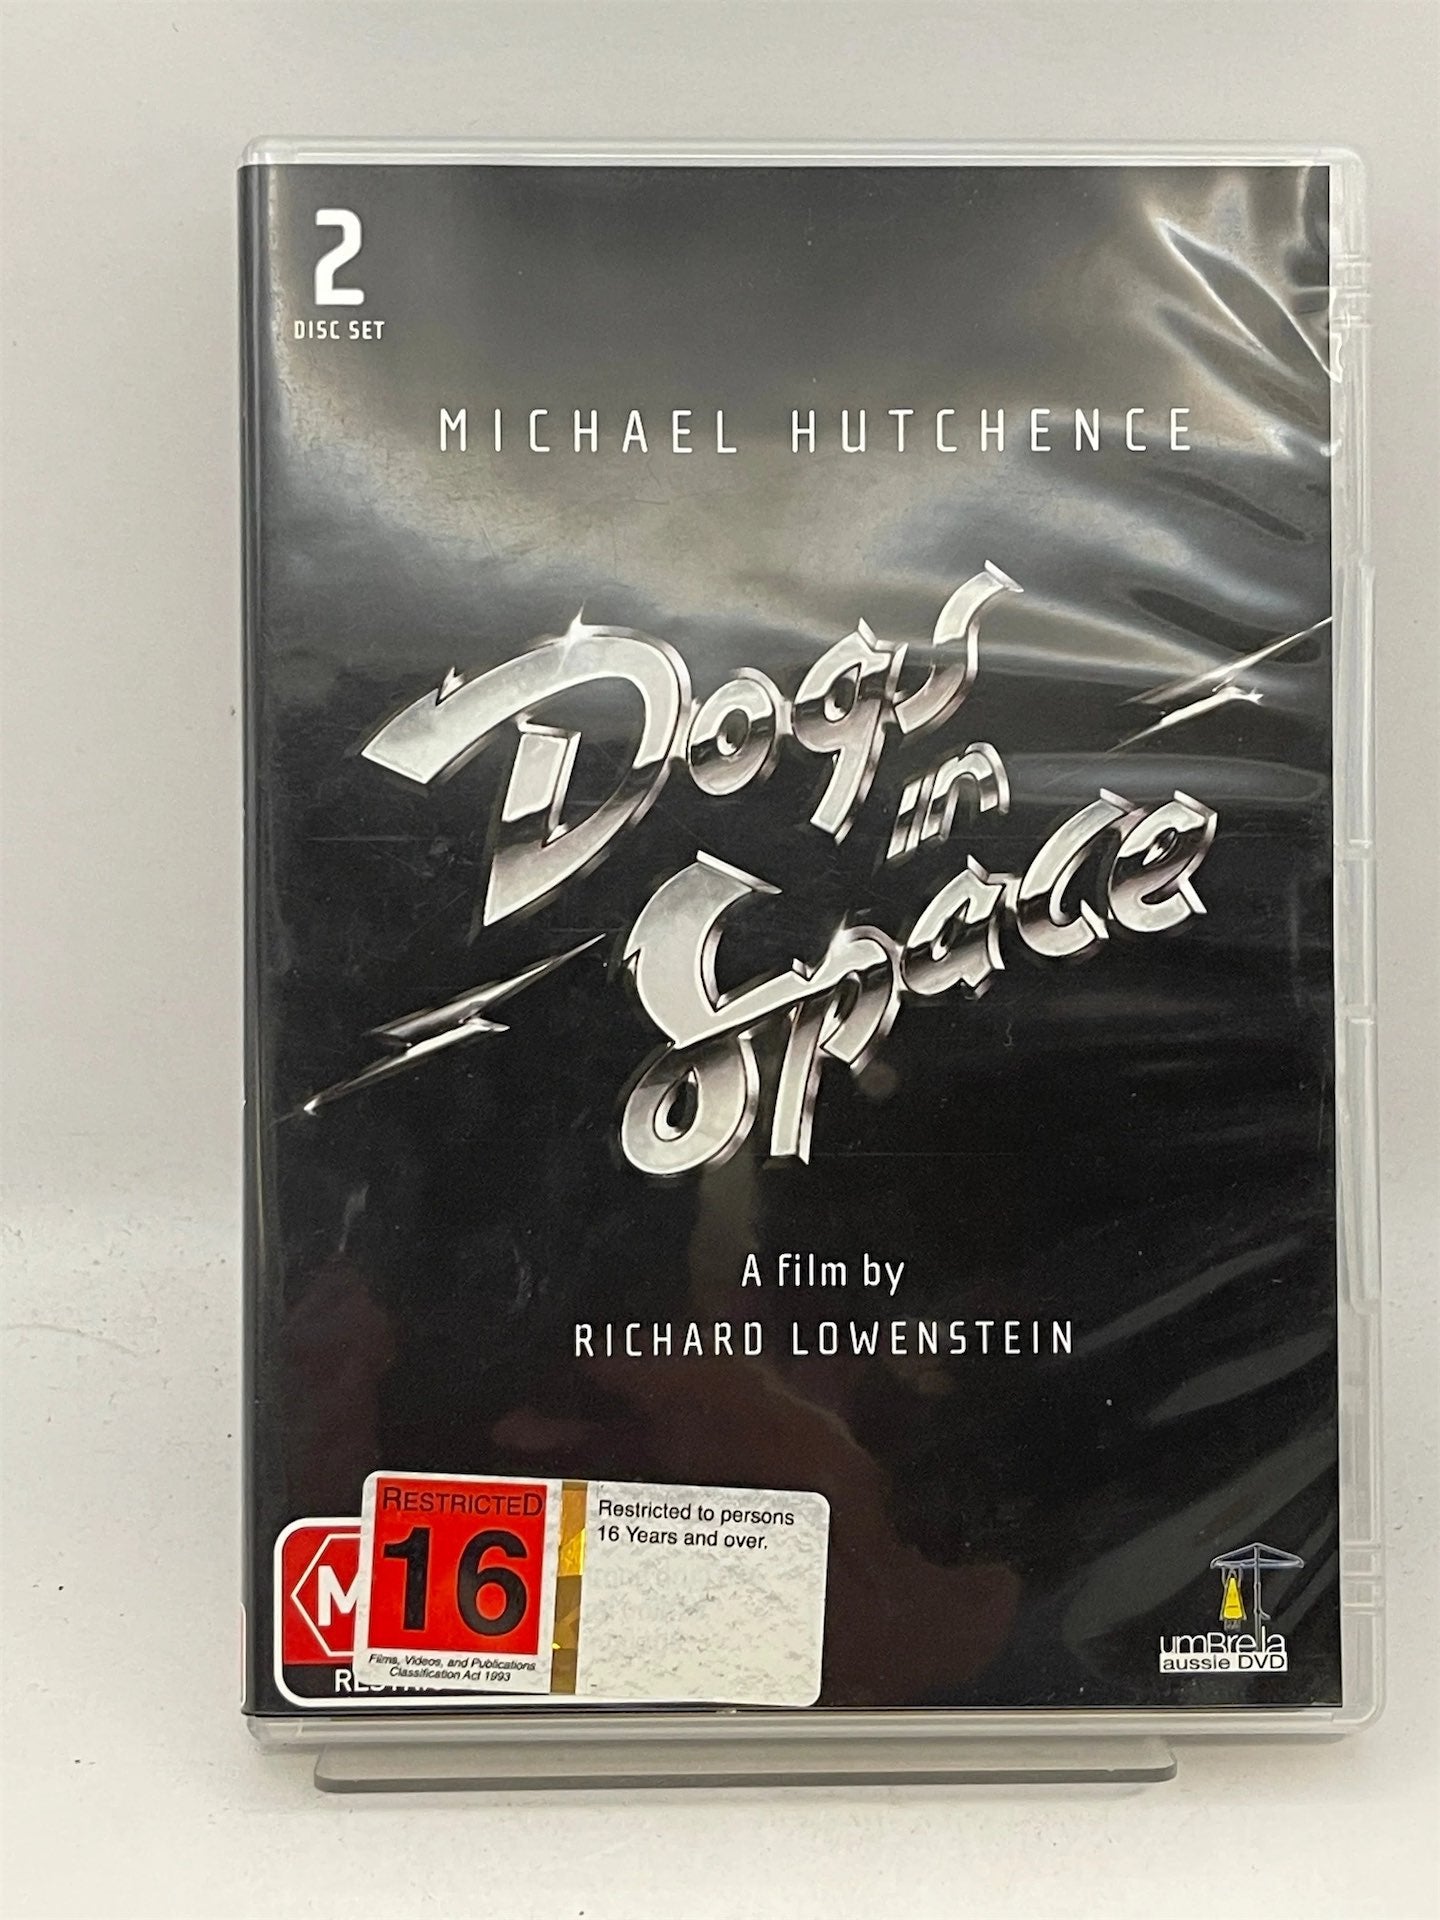 2
DISC SET
MICHAEL HUTCHENCE
Dogs
in
Space
A film by
RICHARD LOWENSTEIN
RESTRICTED
16
Films, Videos, and Publications
Classification Act 1993
Restricted to persons
16 Years and over.
M
umBrella
aussie DVD